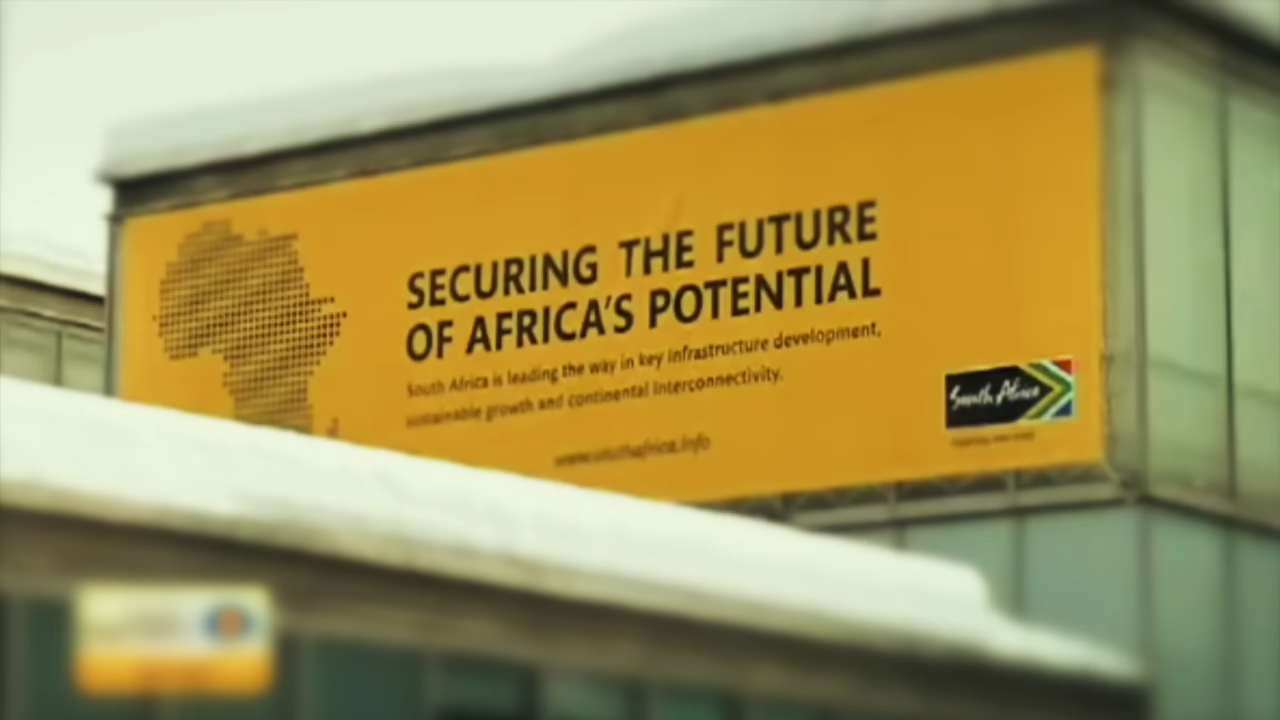 SECURING THE FUTURE
OF AFRICA'S POTENTIAL
South Africa is leading the way in key infrastructure development,
sustainable growth and continental interconnectivity.
www.southafrica.info
South Africa